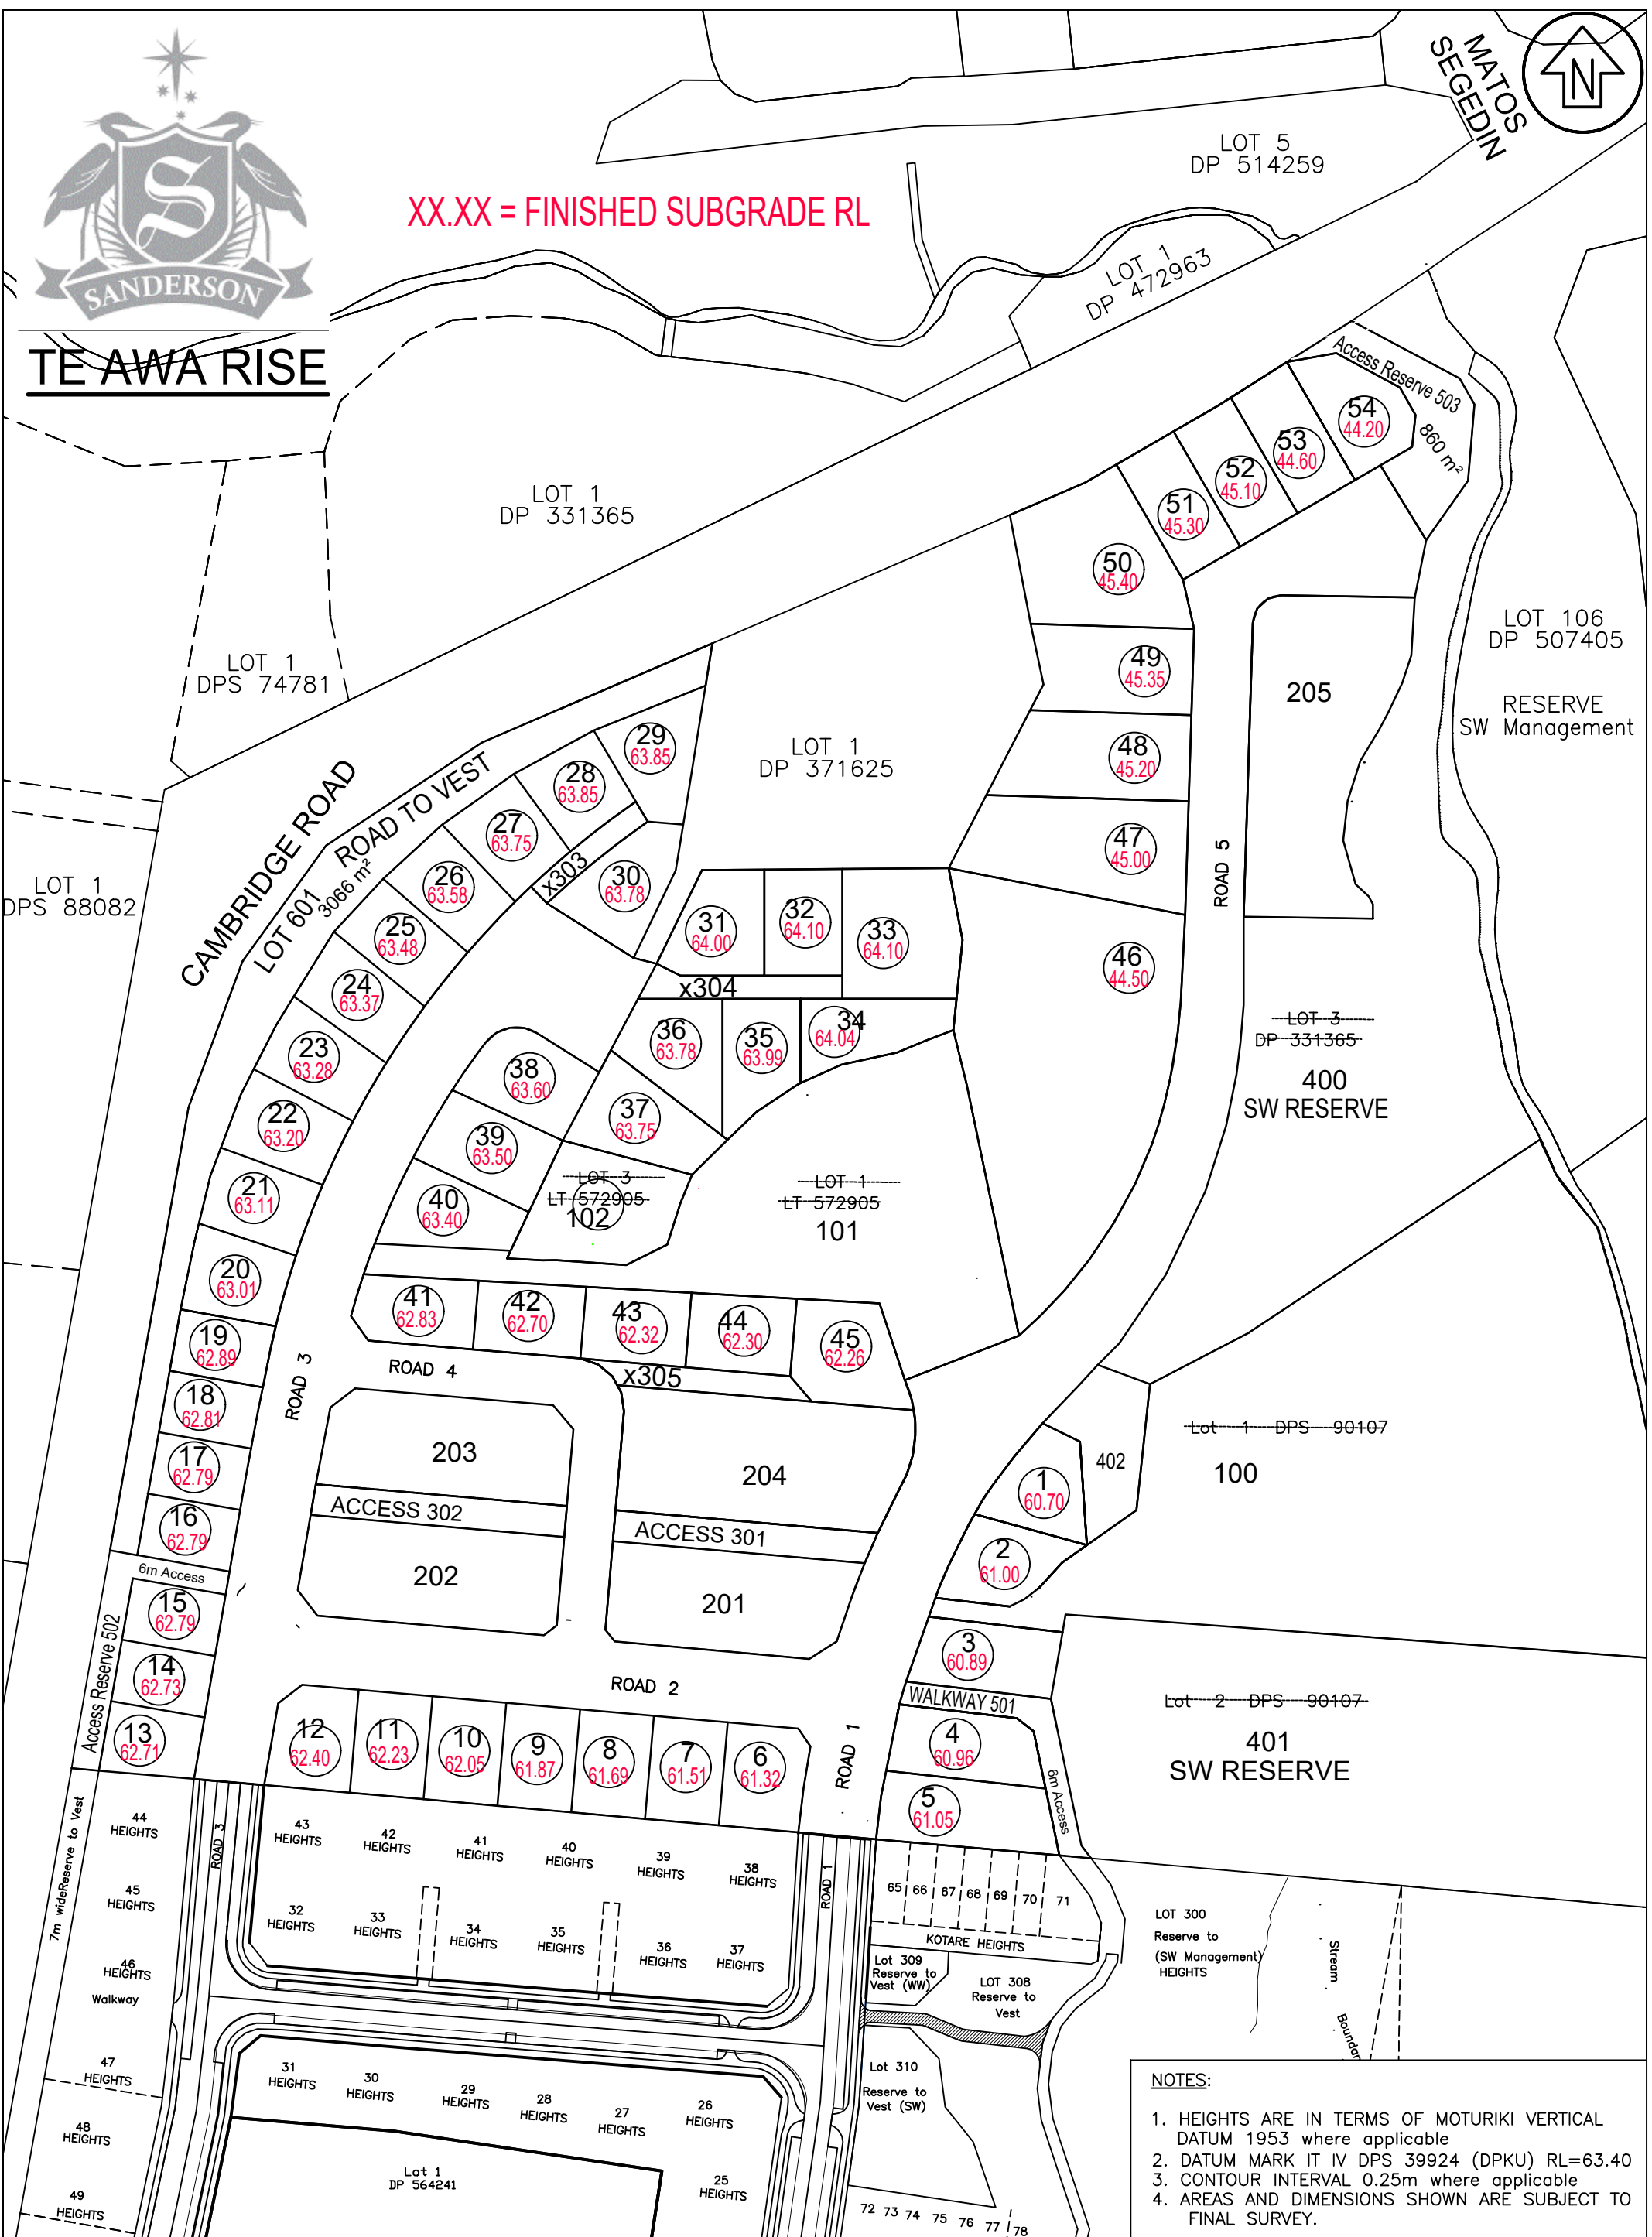 MATOS
SEGEDIN
N
S
SANDERSON
TE AWA RISE
XX.XX = FINISHED SUBGRADE RL
LOT 5
DP 514259
LOT 1
DP 472963
LOT 1
DP 331365
LOT 1
DPS 74781
LOT 1
DPS 88082
LOT 1
DP 371625
LOT 106
DP 507405
RESERVE
SW Management
Access Reserve 503
860 m²
54
44.20
53
44.60
52
45.10
51
45.30
50
45.40
49
45.35
48
45.20
47
45.00
46
44.50
205
ROAD 5
CAMBRIDGE ROAD
LOT 601 ROAD TO VEST
3066 m²
29
63.85
28
63.85
27
63.75
x303
30
63.78
26
63.58
25
63.48
24
63.37
23
63.28
22
63.20
21
63.11
20
63.01
19
62.89
18
62.81
17
62.79
16
62.79
6m Access
15
62.79
14
62.73
13
62.71
Access Reserve 502
31
64.00
32
64.10
33
64.10
x304
36
63.78
35
63.99
34
64.04
37
63.75
38
63.60
39
63.50
40
63.40
LOT 3
LT 572905
102
LOT 1
LT 572905
101
LOT 3
DP 331365
400
SW RESERVE
41
62.83
42
62.70
43
62.32
44
62.30
45
62.26
x305
ROAD 3
ROAD 4
203
204
ACCESS 302
ACCESS 301
202
201
ROAD 2
1
60.70
402
Lot 1 DPS 90107
100
2
61.00
3
60.89
WALKWAY 501
4
60.96
5
61.05
6m Access
Lot 2 DPS 90107
401
SW RESERVE
12
62.40
11
62.23
10
62.05
9
61.87
8
61.69
7
61.51
6
61.32
ROAD 1
7m wideReserve to Vest
44
HEIGHTS
45
HEIGHTS
46
HEIGHTS
Walkway
47
HEIGHTS
48
HEIGHTS
49
HEIGHTS
ROAD 3
43
HEIGHTS
42
HEIGHTS
41
HEIGHTS
40
HEIGHTS
39
HEIGHTS
38
HEIGHTS
32
HEIGHTS
33
HEIGHTS
34
HEIGHTS
35
HEIGHTS
36
HEIGHTS
37
HEIGHTS
ROAD 1
65 66 67 68 69 70 71
KOTARE HEIGHTS
Lot 309
Reserve to
Vest (WW)
LOT 308
Reserve to
Vest
LOT 300
Reserve to
(SW Management)
HEIGHTS
Stream
Lot 310
Reserve to
Vest (SW)
31
HEIGHTS
30
HEIGHTS
29
HEIGHTS
28
HEIGHTS
27
HEIGHTS
26
HEIGHTS
25
HEIGHTS
Lot 1
DP 564241
72 73 74 75 76 77 78
NOTES:
1. HEIGHTS ARE IN TERMS OF MOTURIKI VERTICAL
DATUM 1953 where applicable
2. DATUM MARK IT IV DPS 39924 (DPKU) RL=63.40
3. CONTOUR INTERVAL 0.25m where applicable
4. AREAS AND DIMENSIONS SHOWN ARE SUBJECT TO
FINAL SURVEY.